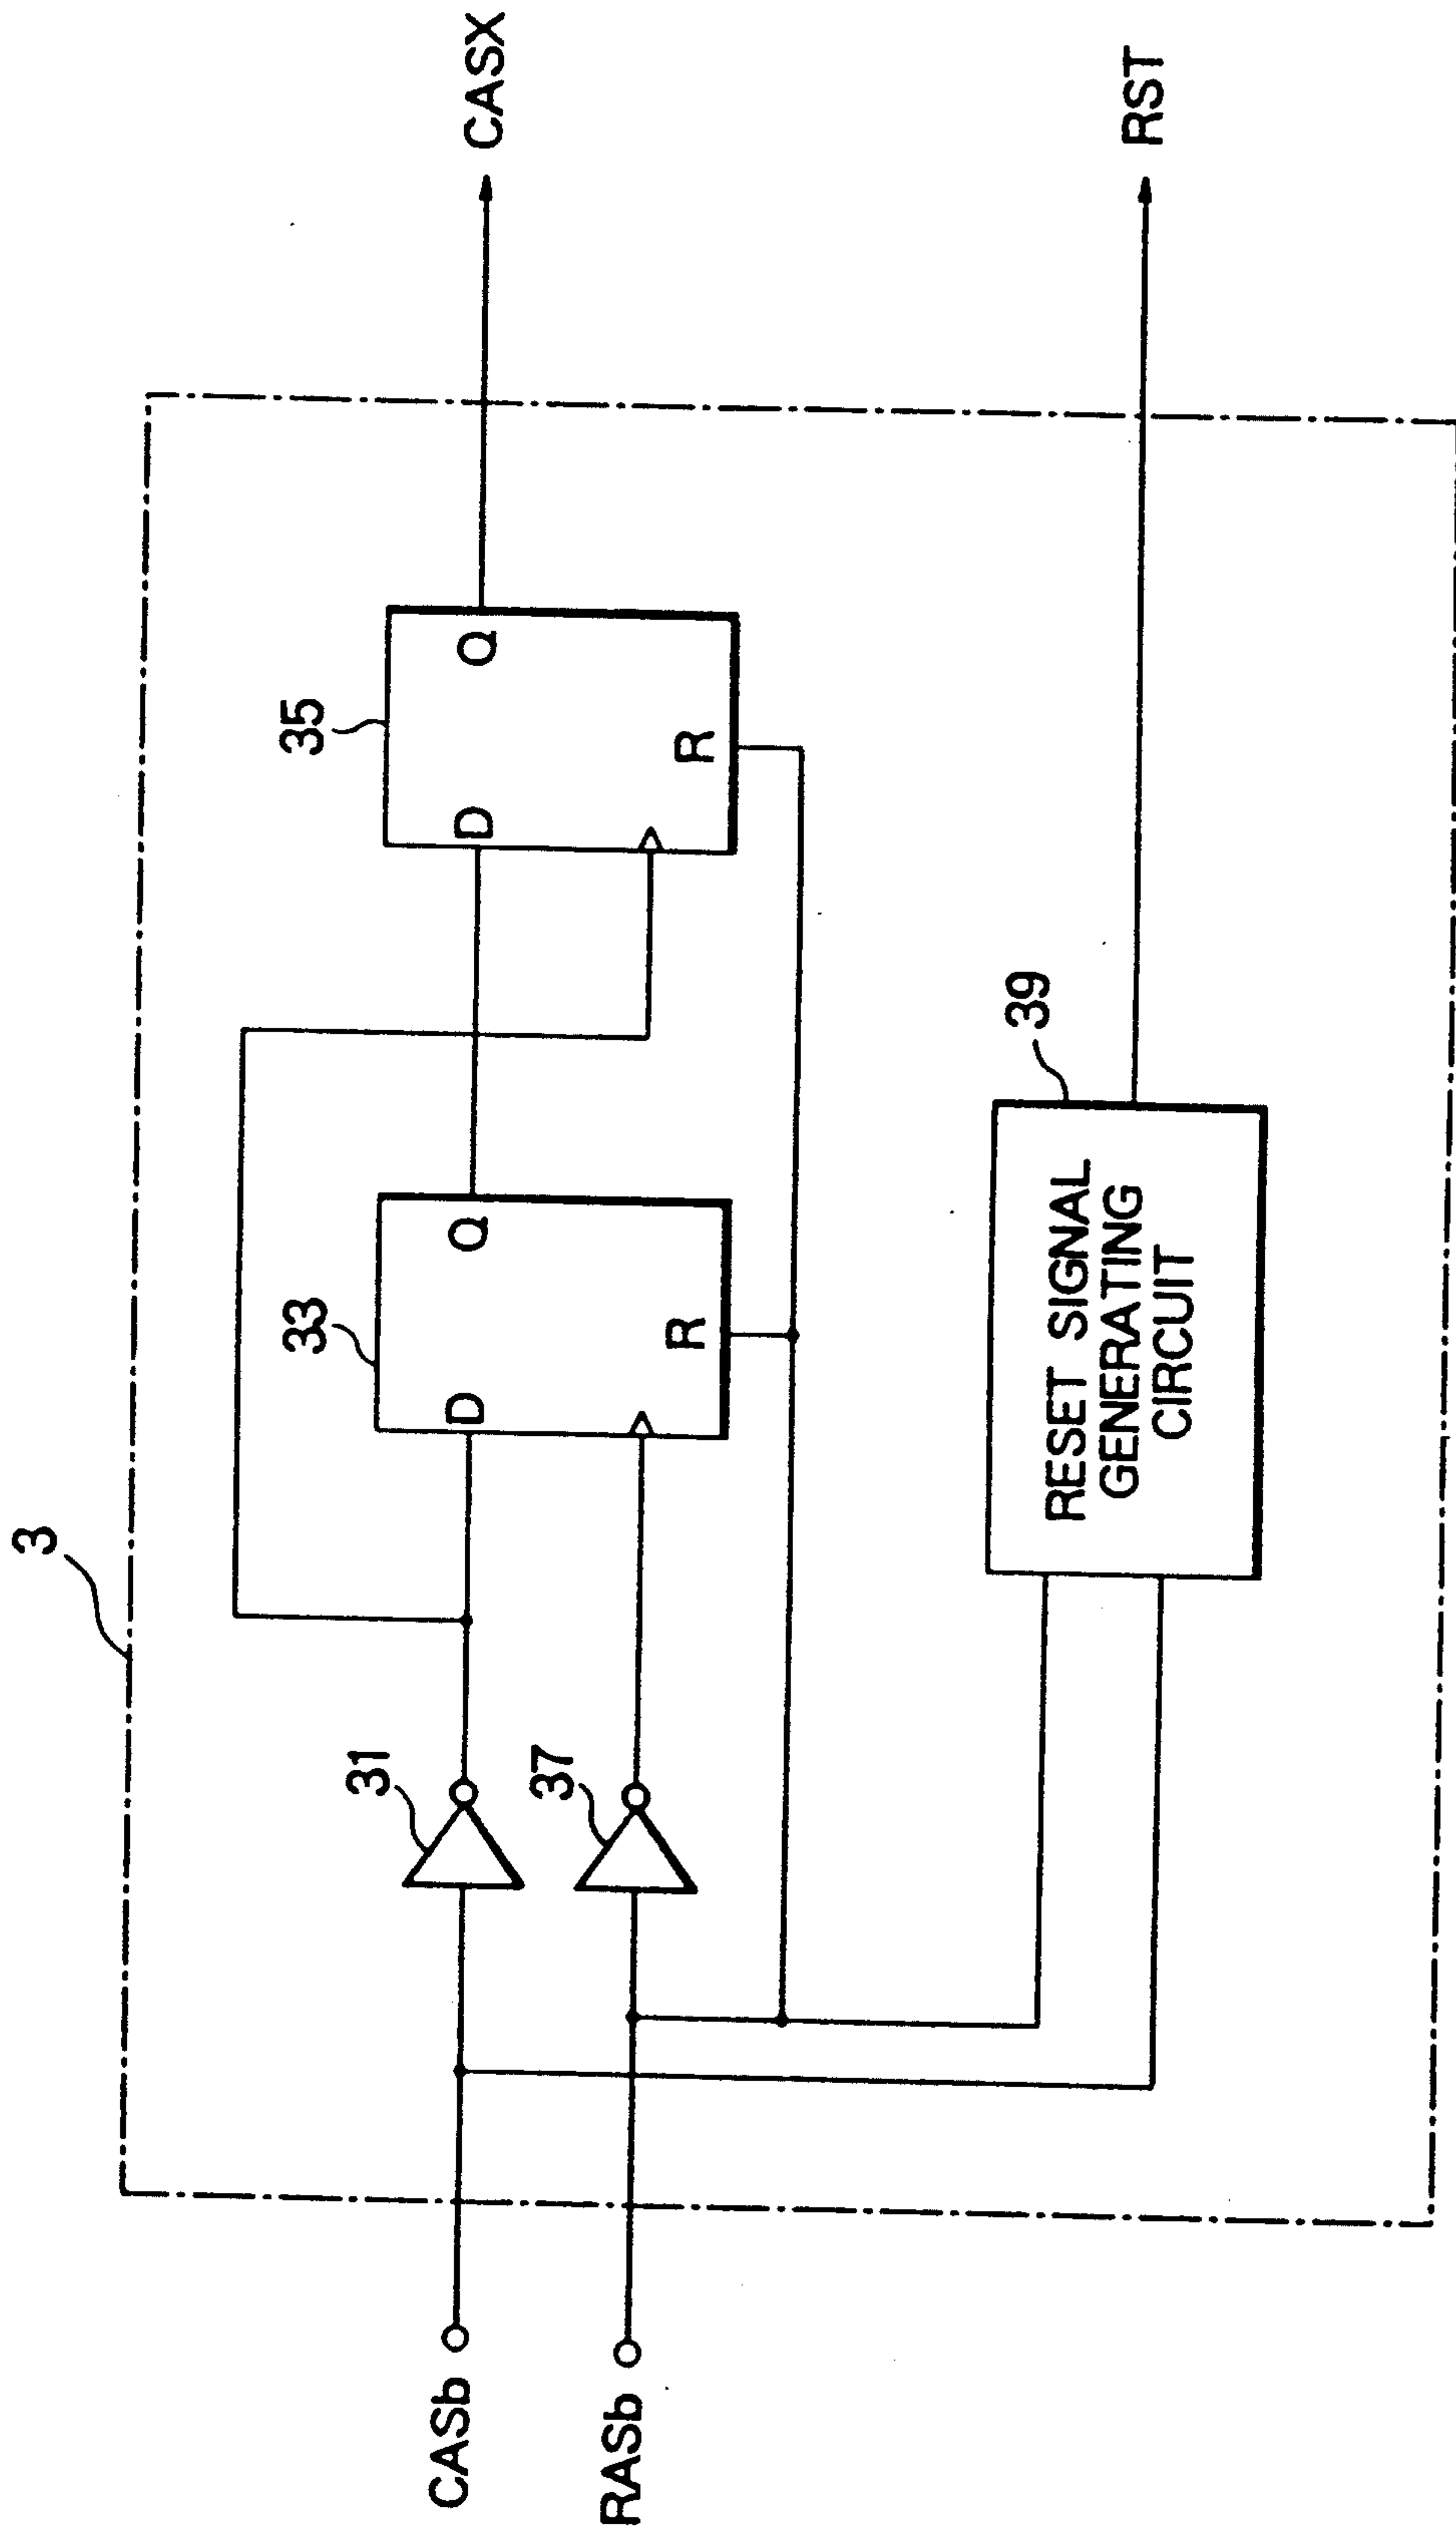 3
CASb
RASb
31
37
33
D
Q
R
35
D
Q
R
39
RESET SIGNAL
GENERATING
CIRCUIT
CASX
RST